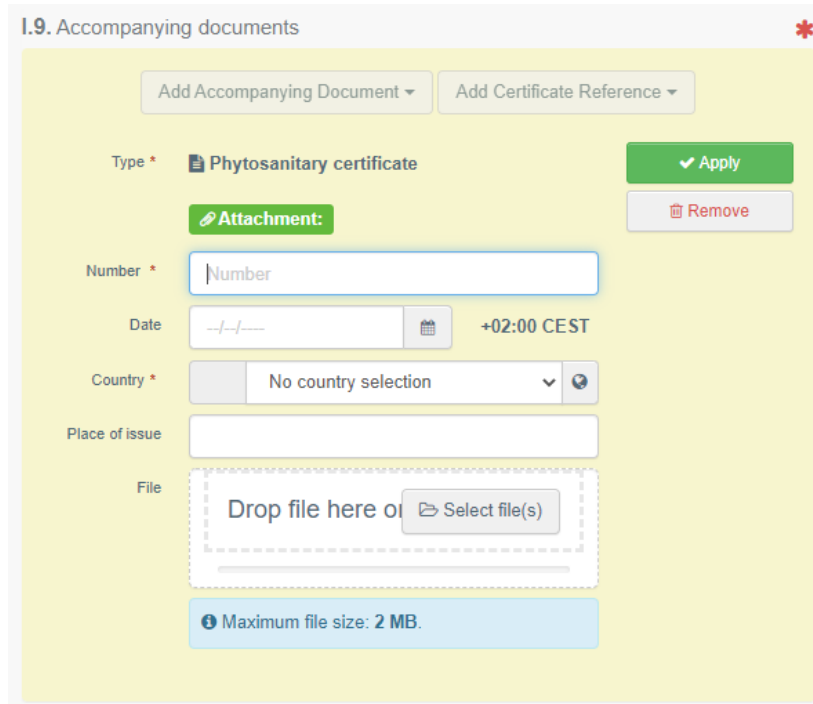 I.9. Accompanying documents *
Add Accompanying Document Add Certificate Reference
Type * Phytosanitary certificate Apply
Attachment: Remove
Number * Number
Date --/--/---- +02:00 CEST
Country * No country selection
Place of issue
File Drop file here or Select file(s)
Maximum file size: 2 MB.